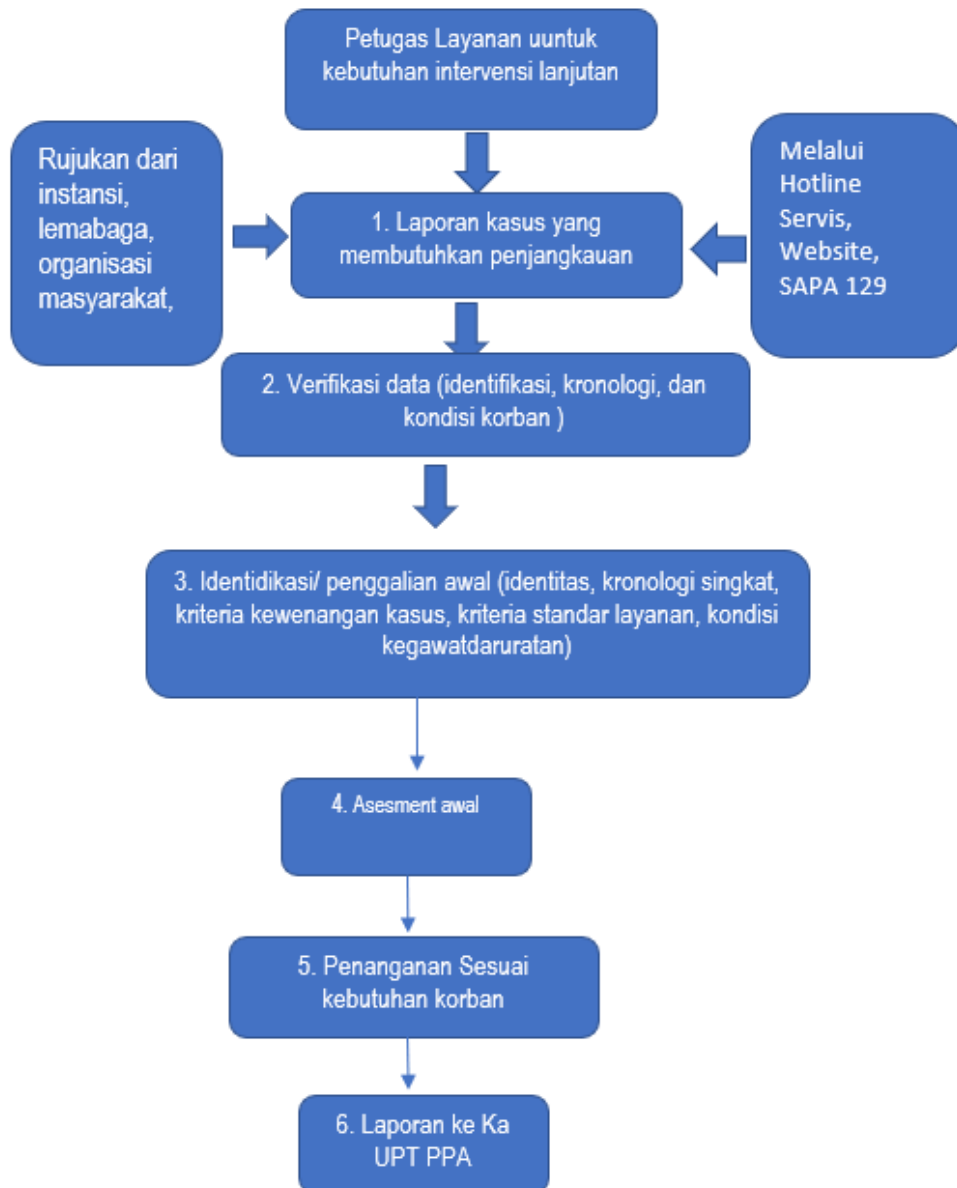 Petugas Layanan uuntuk
kebutuhan intervensi lanjutan
Rujukan dari
instansi,
lemabaga,
organisasi
masyarakat,
Melalui
Hotline
Servis,
Website,
SAPA 129
1. Laporan kasus yang
membutuhkan penjangkauan
2. Verifikasi data (identifikasi, kronologi, dan
kondisi korban )
3. Identidikasi/ penggalian awal (identitas, kronologi singkat,
kriteria kewenangan kasus, kriteria standar layanan, kondisi
kegawatdaruratan)
4. Asesment awal
5. Penanganan Sesuai
kebutuhan korban
6. Laporan ke Ka
UPT PPA